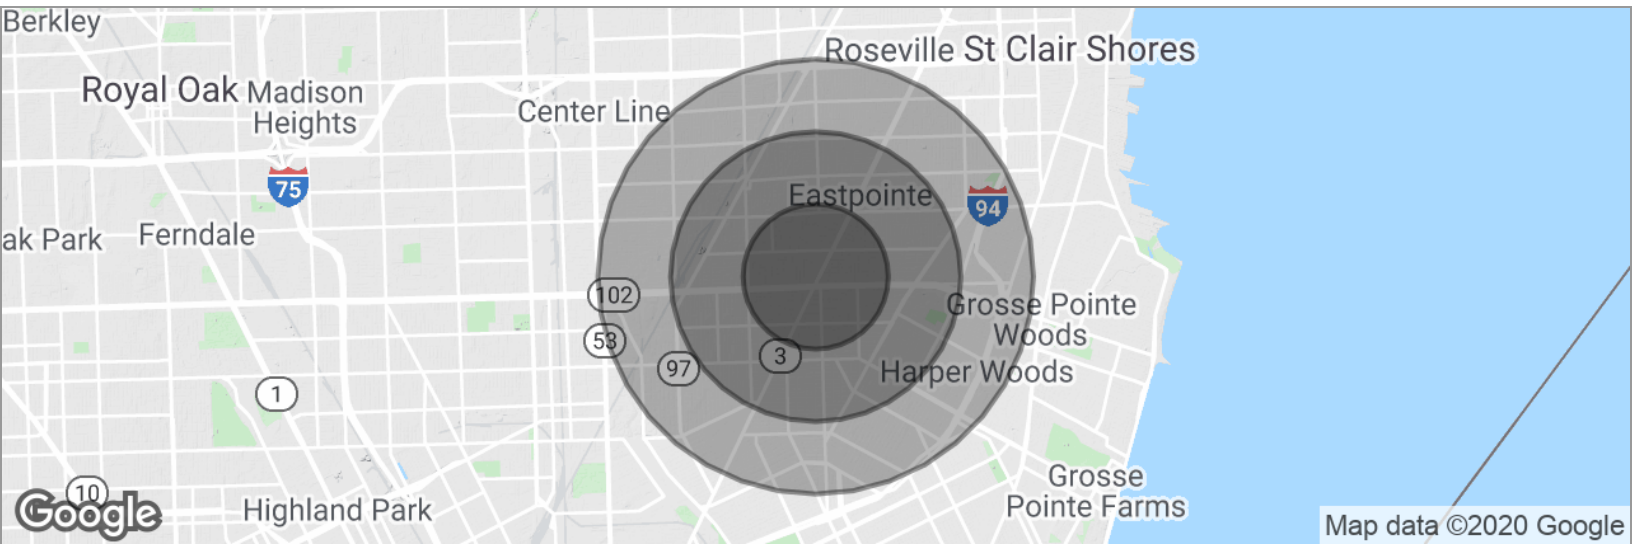 Berkley
Roseville
St Clair Shores
Royal Oak
Madison
Heights
Center Line
75
Eastpointe
94
ak Park
Ferndale
102
Grosse Pointe
Woods
53
3
97
Harper Woods
1
Grosse
Pointe Farms
10
Google
Highland Park
Map data ©2020 Google